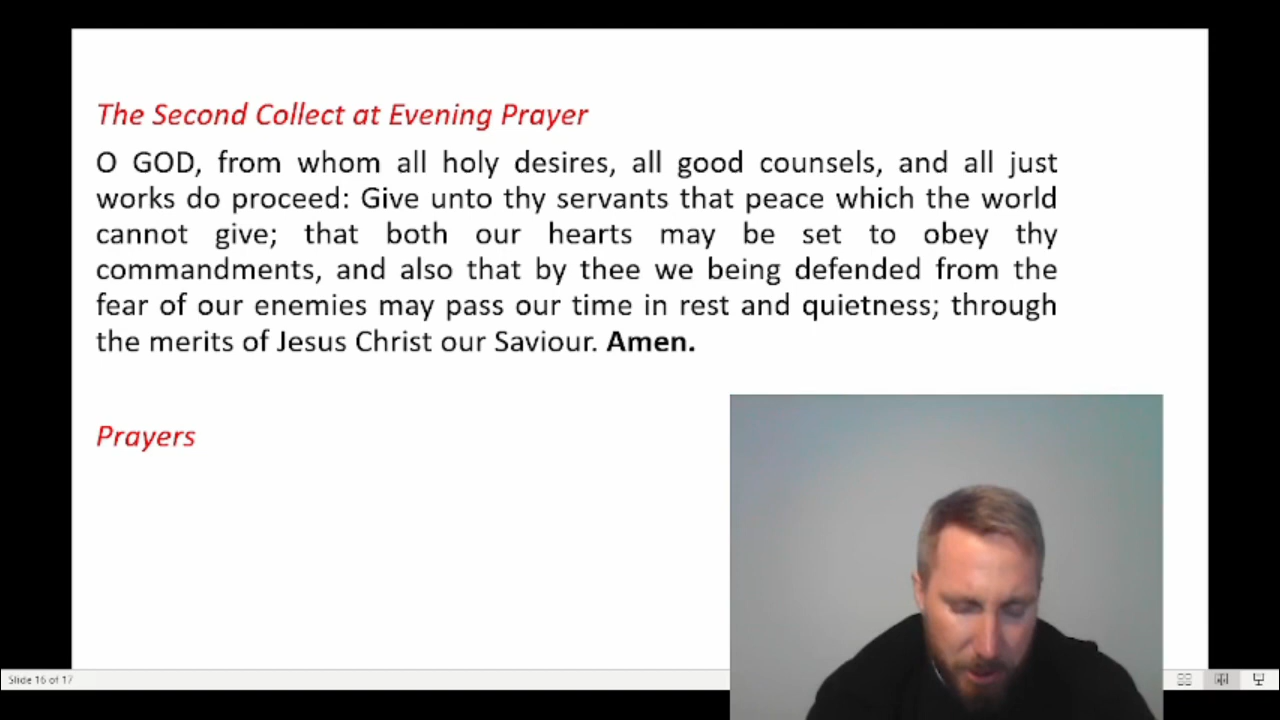 The Second Collect at Evening Prayer
O GOD, from whom all holy desires, all good counsels, and all just
works do proceed: Give unto thy servants that peace which the world
cannot give; that both our hearts may be set to obey thy
commandments, and also that by thee we being defended from the
fear of our enemies may pass our time in rest and quietness; through
the merits of Jesus Christ our Saviour. Amen.
Prayers
Slide 16 of 17